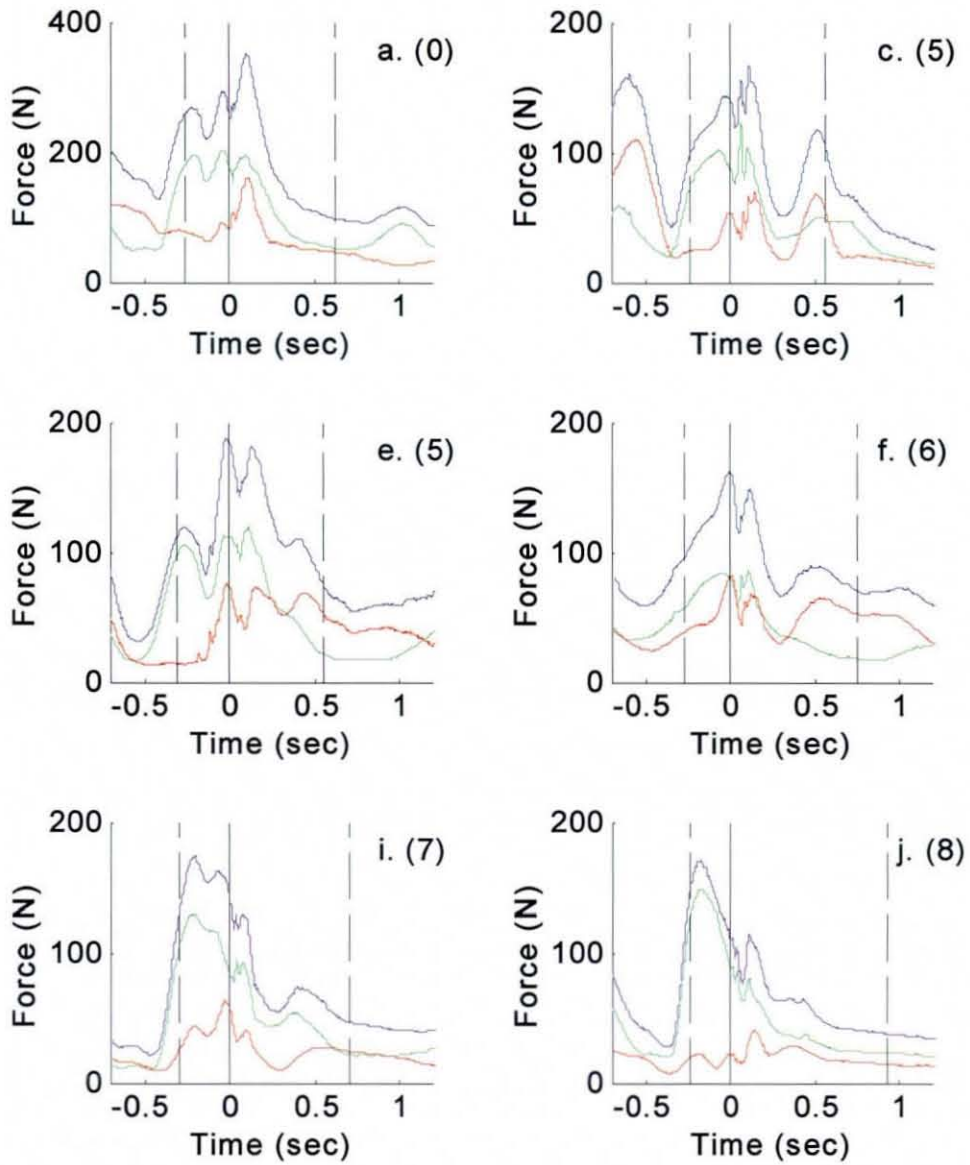 400
200
0
Force (N)
a. (0)
-0.5 0 0.5 1
Time (sec)
200
100
0
Force (N)
c. (5)
-0.5 0 0.5 1
Time (sec)
200
100
0
Force (N)
e. (5)
-0.5 0 0.5 1
Time (sec)
200
100
0
Force (N)
f. (6)
-0.5 0 0.5 1
Time (sec)
200
100
0
Force (N)
i. (7)
-0.5 0 0.5 1
Time (sec)
200
100
0
Force (N)
j. (8)
-0.5 0 0.5 1
Time (sec)